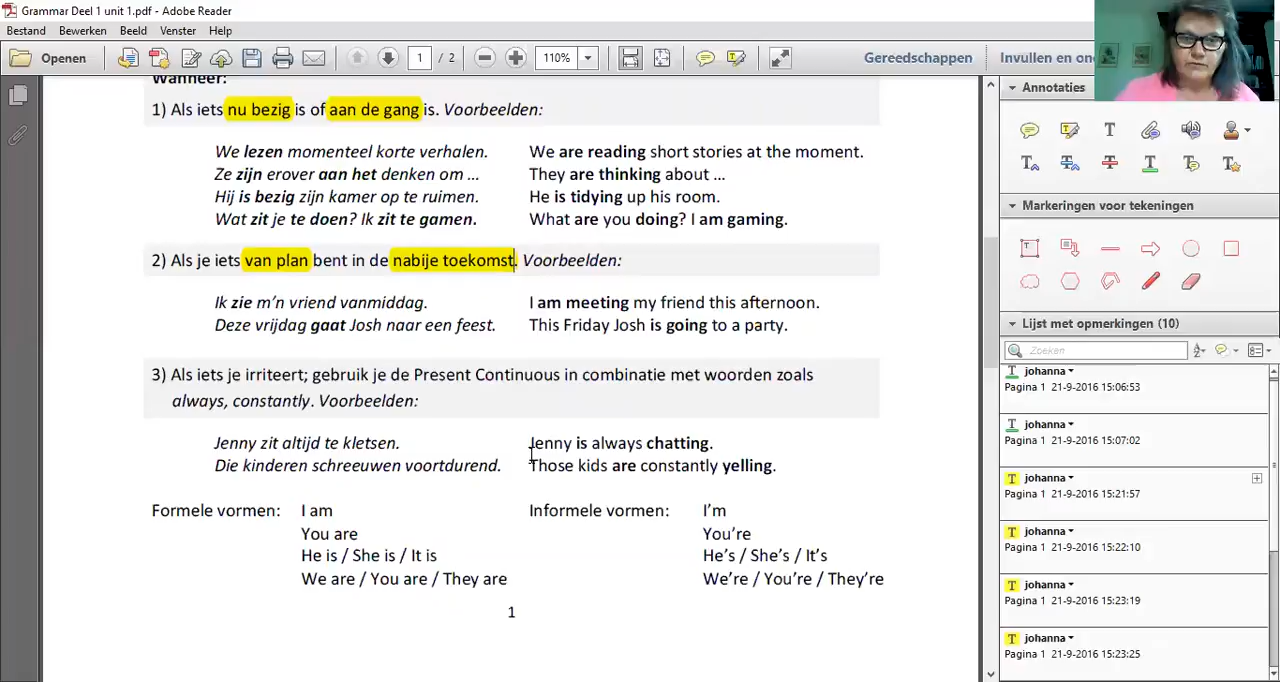 Grammar Deel 1 unit 1.pdf - Adobe Reader
Bestand Bewerken Beeld Venster Help
Openen 1 / 2 110% Gereedschappen Invullen en on
Wanneer:
1) Als iets nu bezig is of aan de gang is. Voorbeelden:
We lezen momenteel korte verhalen. We are reading short stories at the moment.
Ze zijn erover aan het denken om ... They are thinking about ...
Hij is bezig zijn kamer op te ruimen. He is tidying up his room.
Wat zit je te doen? Ik zit te gamen. What are you doing? I am gaming.
2) Als je iets van plan bent in de nabije toekomst. Voorbeelden:
Ik zie m'n vriend vanmiddag. I am meeting my friend this afternoon.
Deze vrijdag gaat Josh naar een feest. This Friday Josh is going to a party.
3) Als iets je irriteert; gebruik je de Present Continuous in combinatie met woorden zoals
always, constantly. Voorbeelden:
Jenny zit altijd te kletsen. Jenny is always chatting.
Die kinderen schreeuwen voortdurend. Those kids are constantly yelling.
Formele vormen: I am Informele vormen: I'm
You are You're
He is / She is / It is He's / She's / It's
We are / You are / They are We're / You're / They're
1
Annotaties
Markeringen voor tekeningen
Lijst met opmerkingen (10)
Zoeken
johanna
Pagina 1 21-9-2016 15:06:53
johanna
Pagina 1 21-9-2016 15:07:02
johanna
Pagina 1 21-9-2016 15:21:57
johanna
Pagina 1 21-9-2016 15:22:10
johanna
Pagina 1 21-9-2016 15:23:19
johanna
Pagina 1 21-9-2016 15:23:25